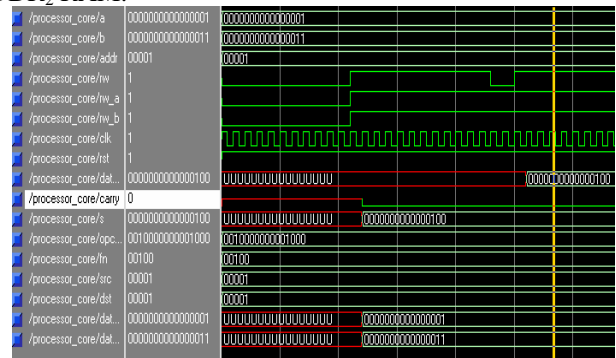 DDR2 RAM.
/processor_core/a 0000000000000001 0000000000000001
/processor_core/b 0000000000000011 0000000000000011
/processor_core/addr 00001 00001
/processor_core/rw 1
/processor_core/rw_a 1
/processor_core/rw_b 1
/processor_core/clk 1
/processor_core/rst 1
/processor_core/dat... 0000000000000100 UUUUUUUUUUUUUUUU 0000000000000100
/processor_core/carry 0
/processor_core/s 0000000000000100 UUUUUUUUUUUUUUUU 0000000000000100
/processor_core/opc... 0010000000001000 0010000000001000
/processor_core/fn 00100 00100
/processor_core/src 00001 00001
/processor_core/dst 00001 00001
/processor_core/dat... 0000000000000001 UUUUUUUUUUUUUUUU 0000000000000001
/processor_core/dat... 0000000000000011 UUUUUUUUUUUUUUUU 0000000000000011